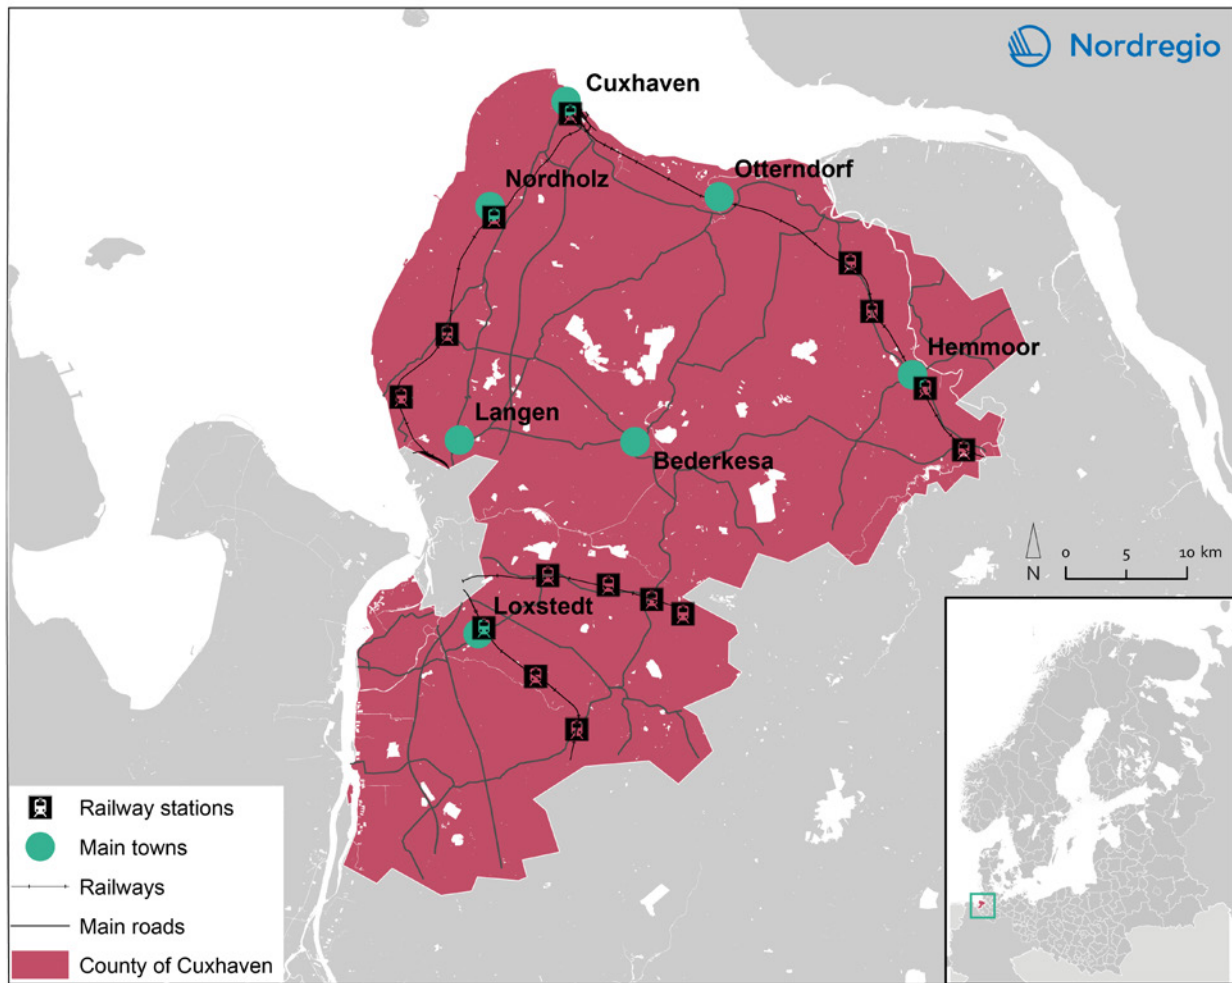 Nordregio
Cuxhaven
Nordholz
Otterndorf
Hemmoor
Langen
Bederkesa
Loxstedt
0 5 10 km
N
Railway stations
Main towns
Railways
Main roads
County of Cuxhaven